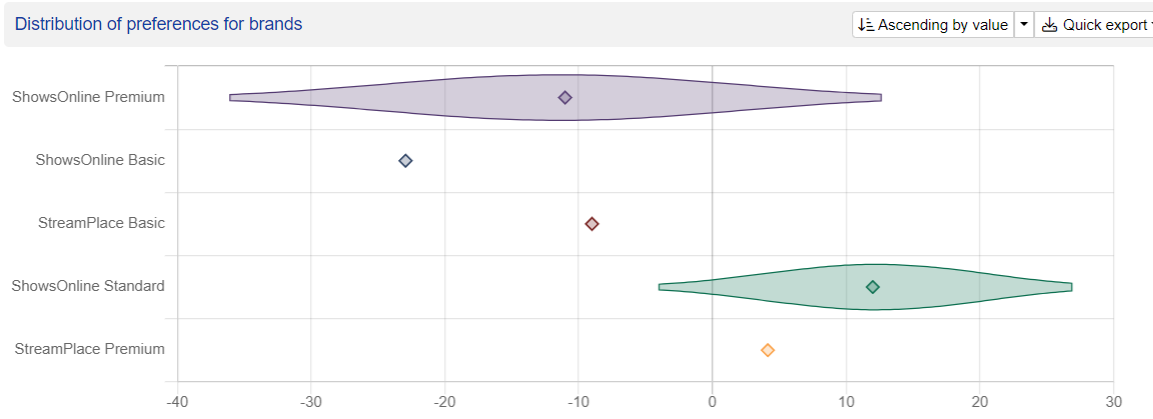 Distribution of preferences for brands
Ascending by value
Quick export
ShowsOnline Premium
ShowsOnline Basic
StreamPlace Basic
ShowsOnline Standard
StreamPlace Premium
-40 -30 -20 -10 0 10 20 30